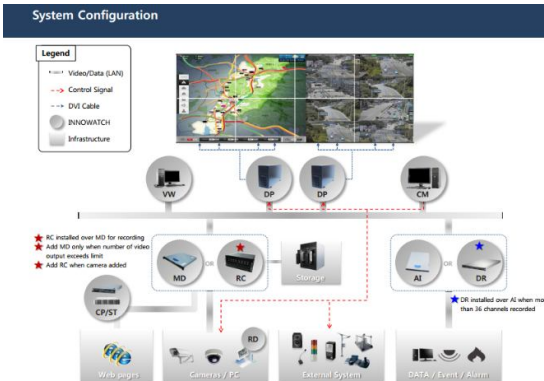 System Configuration
Legend
Video/Data (LAN)
Control Signal
DVI Cable
INNOWATCH
Infrastructure
VW
DP
DP
CM
RC installed over MD for recording
Add MD only when number of video
output exceeds limit
Add RC when camera added
MD
OR
RC
Storage
AI
OR
DR
DR installed over AI when mo
than 36 channels recorded
CP/ST
RD
Web pages
Cameras / PC
External System
DATA / Event / Alarm